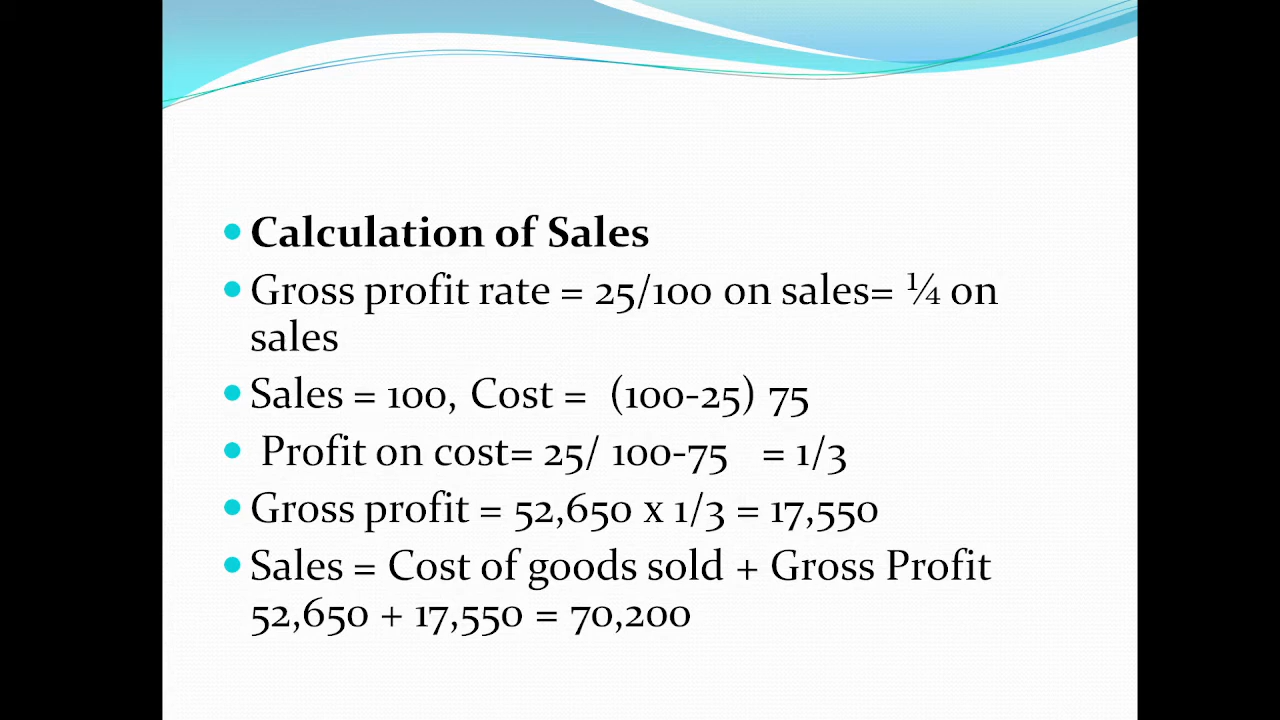 • Calculation of Sales
• Gross profit rate = 25/100 on sales= ¼ on
sales
• Sales = 100, Cost = (100-25) 75
• Profit on cost= 25/ 100-75 = 1/3
• Gross profit = 52,650 x 1/3 = 17,550
• Sales = Cost of goods sold + Gross Profit
52,650 + 17,550 = 70,200